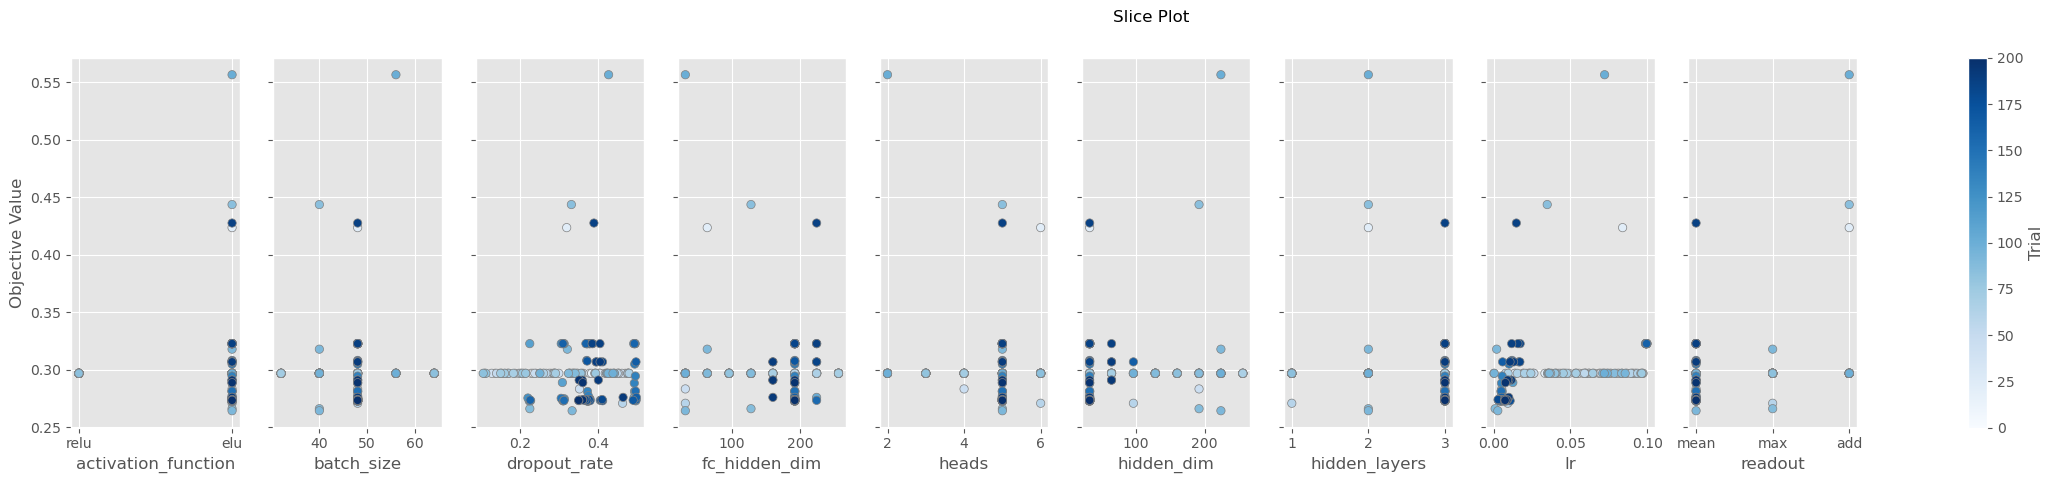 Slice Plot
Objective Value
0.55
0.50
0.45
0.40
0.35
0.30
0.25
relu elu
activation_function
40 50 60
batch_size
0.2 0.4
dropout_rate
100 200
fc_hidden_dim
2 4 6
heads
100 200
hidden_dim
1 2 3
hidden_layers
0.00 0.05 0.10
lr
mean max add
readout
200
175
150
125
100
75
50
25
0
Trial